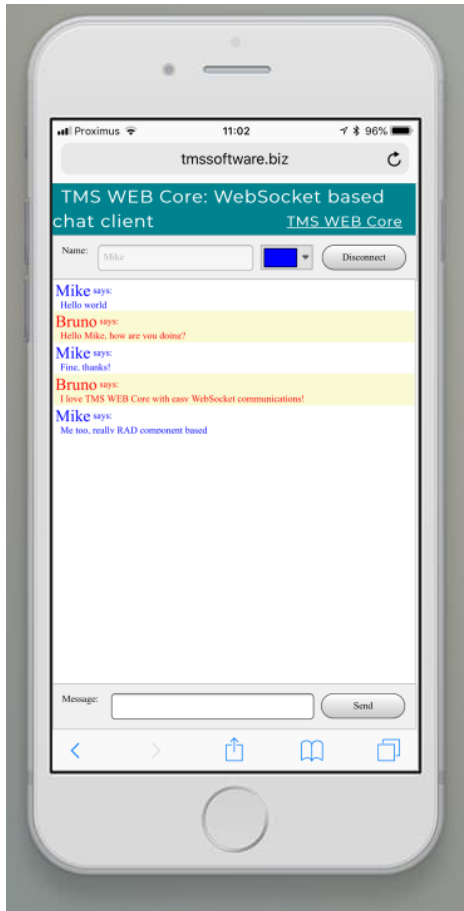 Proximus 11:02 96%
tmssoftware.biz
TMS WEB Core: WebSocket based
chat client TMS WEB Core
Name: Mike Disconnect
Mike says:
Hello world
Bruno says:
Hello Mike, how are you doing?
Mike says:
Fine, thanks!
Bruno says:
I love TMS WEB Core with easy WebSocket communications!
Mike says:
Me too, really RAD component based
Message: Send